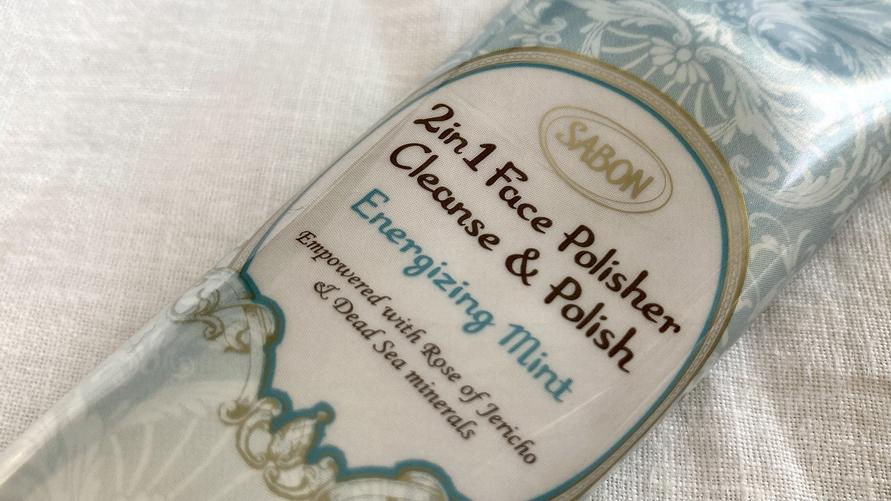 SABON
2in1 Face Polisher
Cleanse & Polish
Energizing Mint
Empowered with Rose of Jericho
& Dead Sea minerals